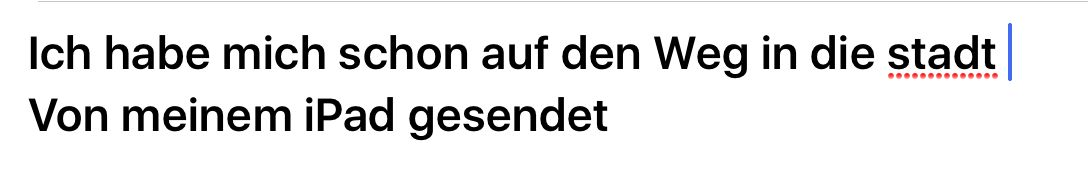 Ich habe mich schon auf den Weg in die stadt
Von meinem iPad gesendet